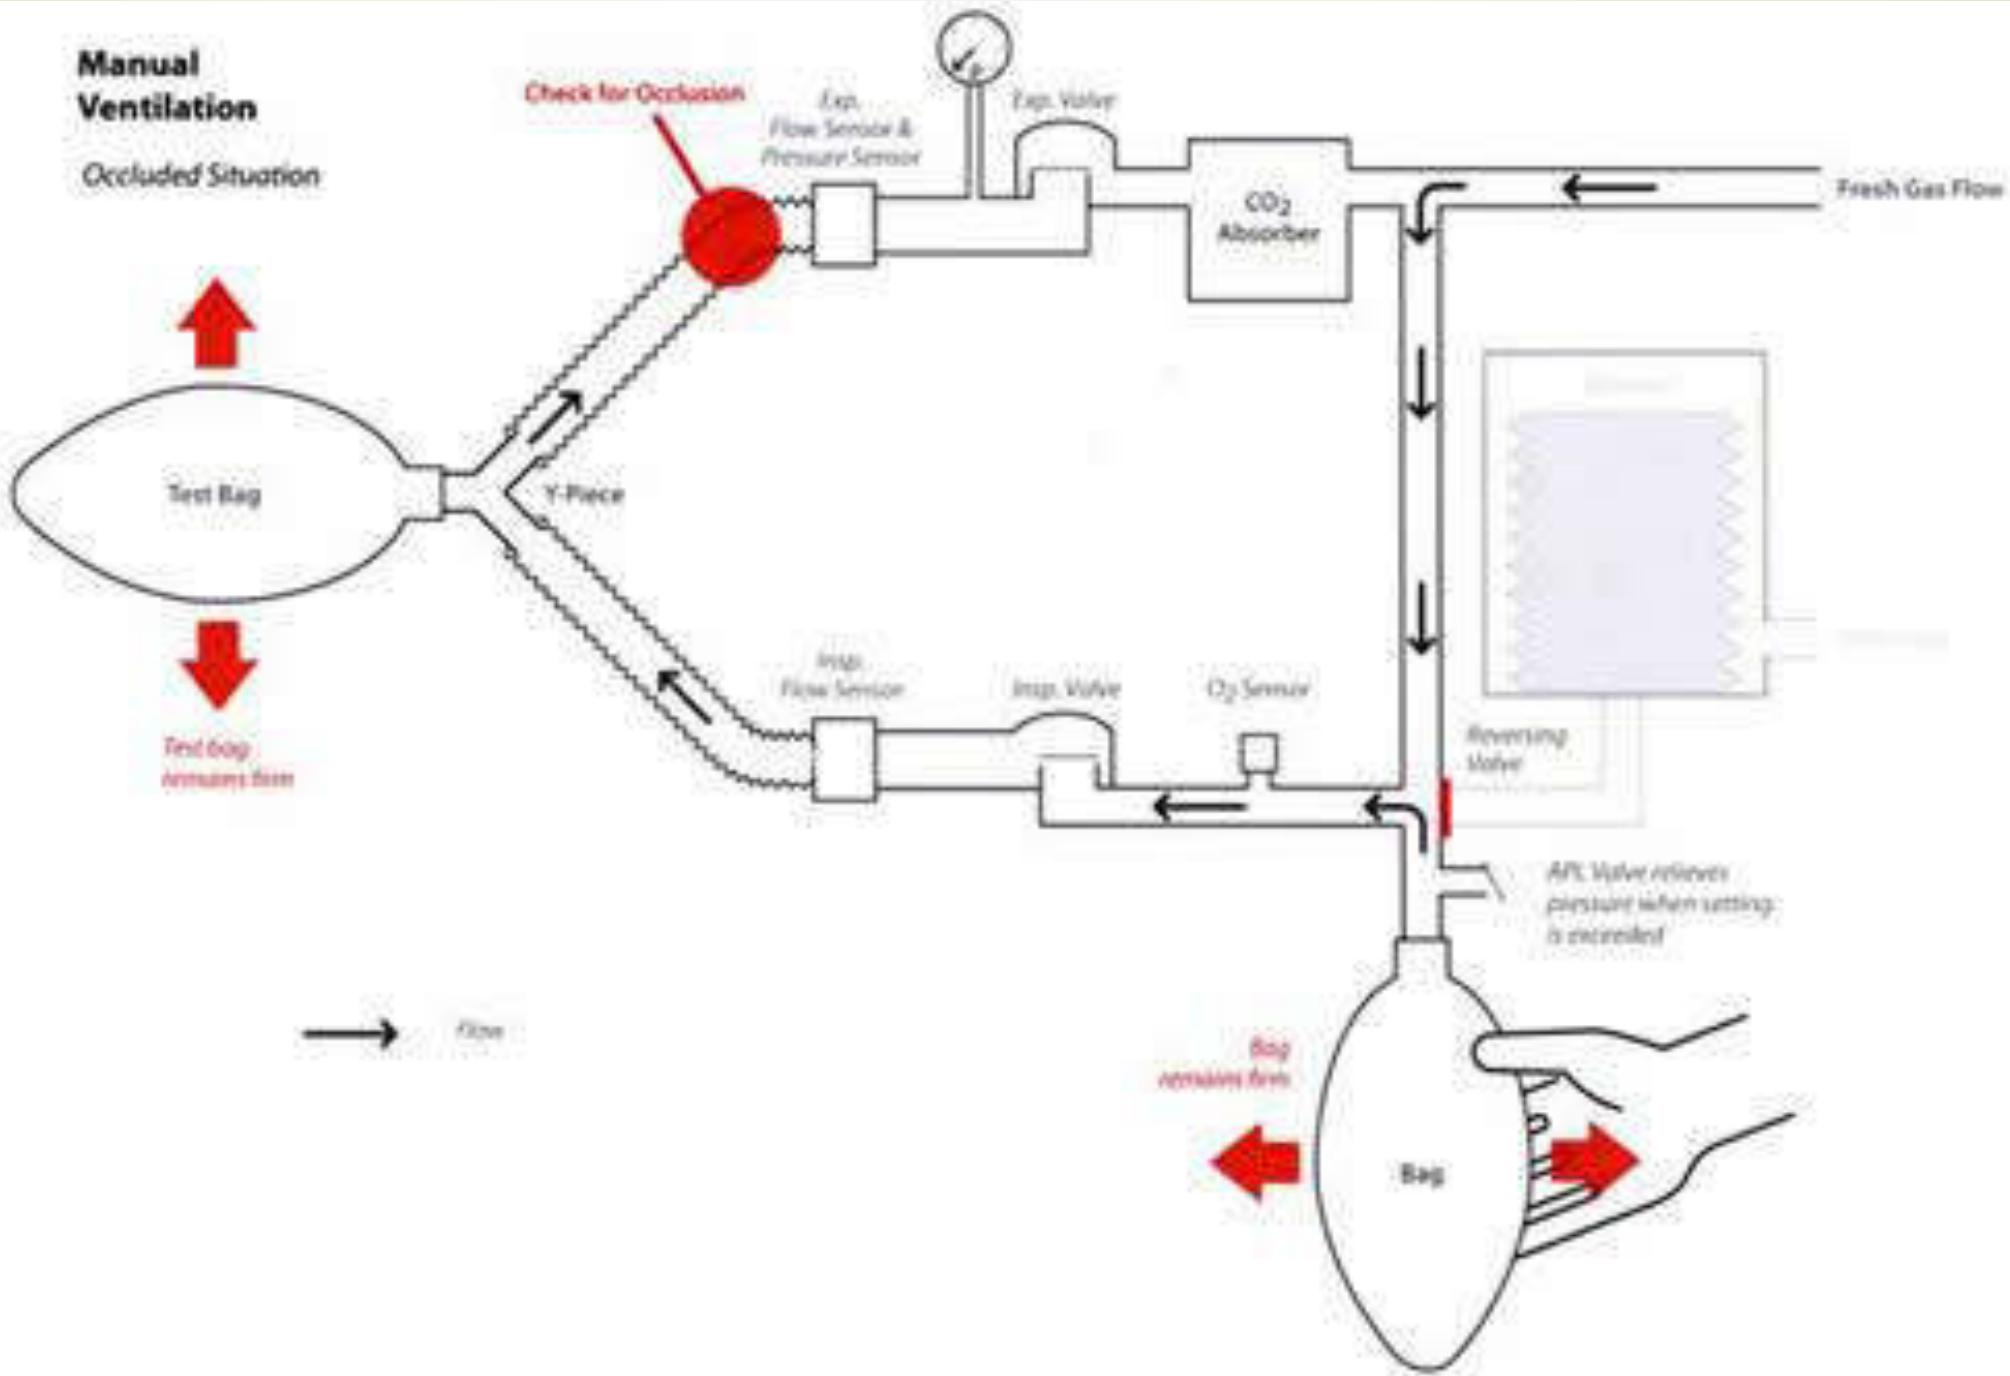 Manual
Ventilation
Occluded Situation
Check for Occlusion
Exp.
Flow Sensor &
Pressure Sensor
Exp. Valve
CO2
Absorber
Fresh Gas Flow
Test Bag
Y-Piece
Test bag
remains firm
Insp.
Flow Sensor
Insp. Valve
O2 Sensor
Reversing
Valve
APL Valve relieves
pressure when setting
is exceeded
Flow
Bag
remains firm
Bag